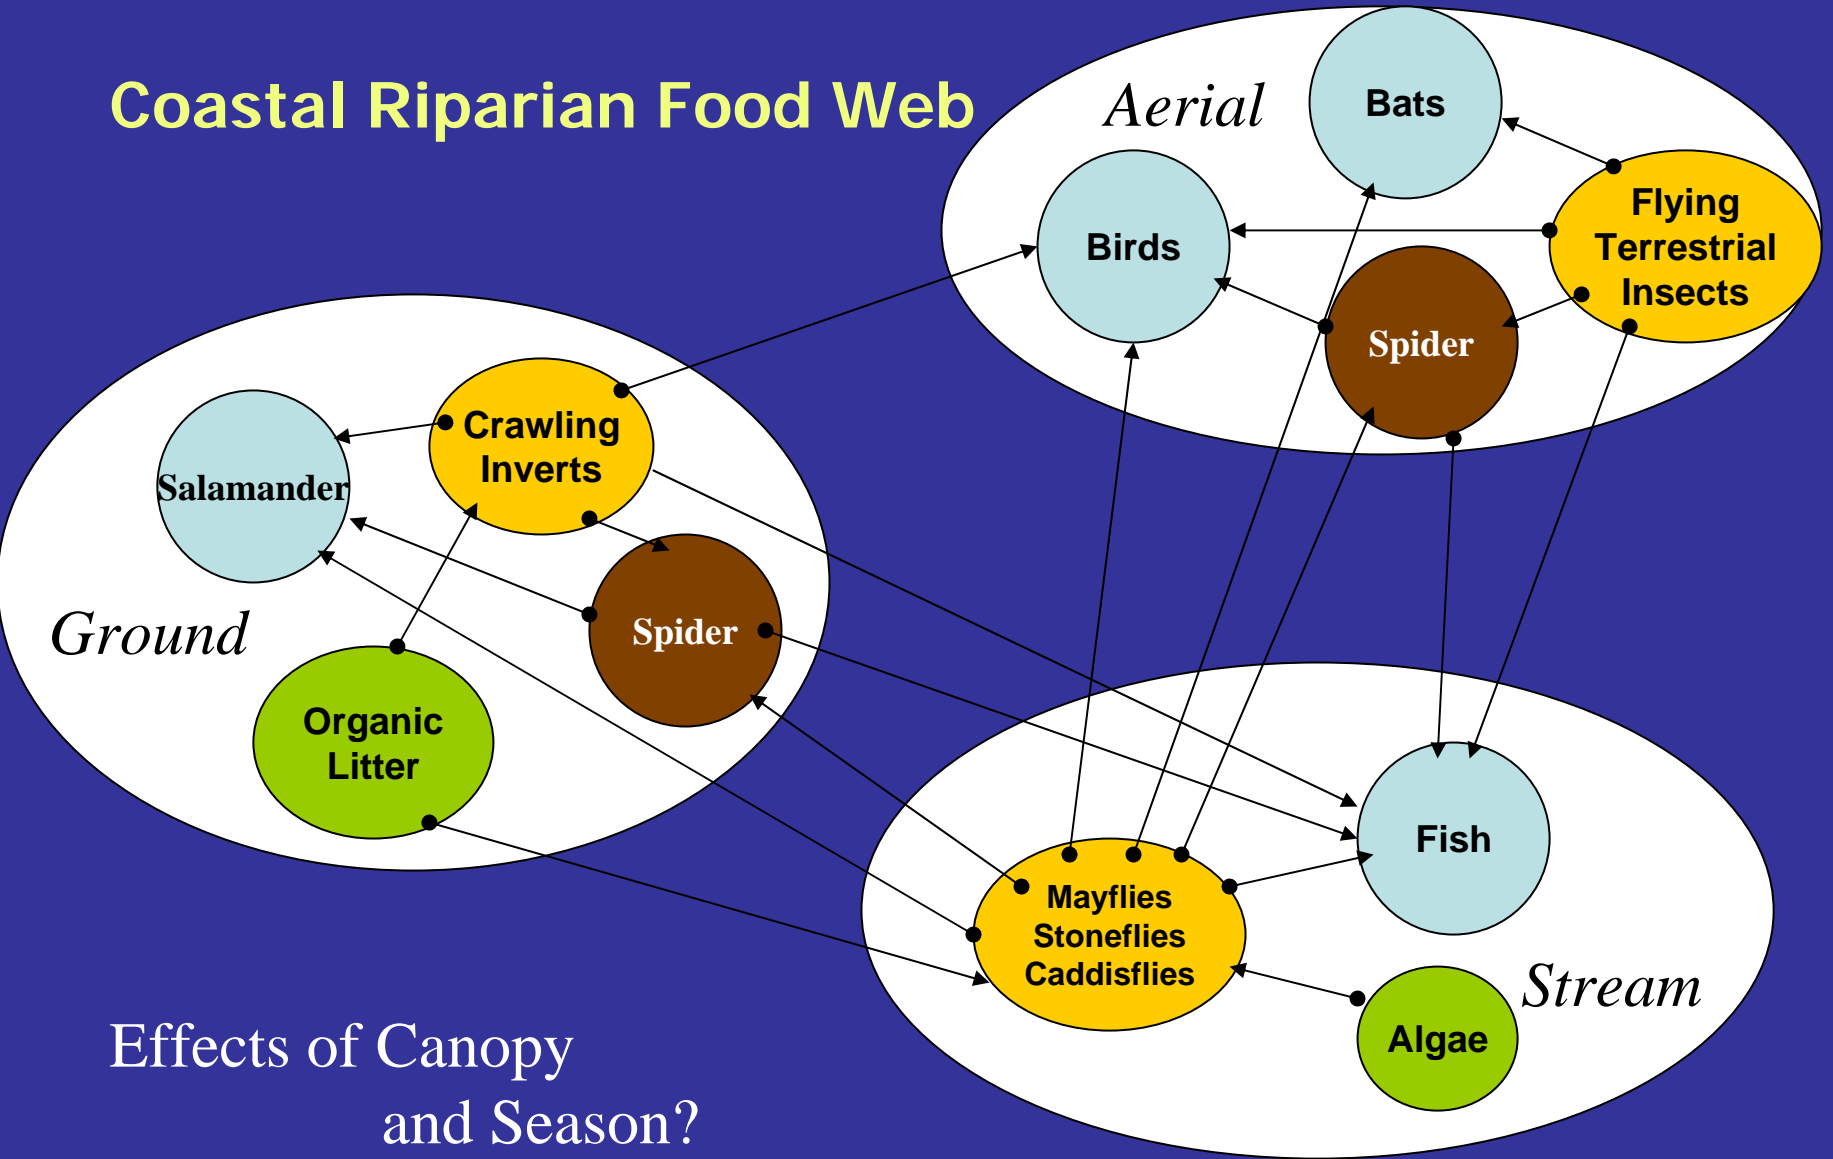 Coastal Riparian Food Web
Aerial
Bats
Birds
Flying
Terrestrial
Insects
Spider
Crawling
Inverts
Salamander
Ground
Spider
Organic
Litter
Fish
Mayflies
Stoneflies
Caddisflies
Stream
Algae
Effects of Canopy
and Season?